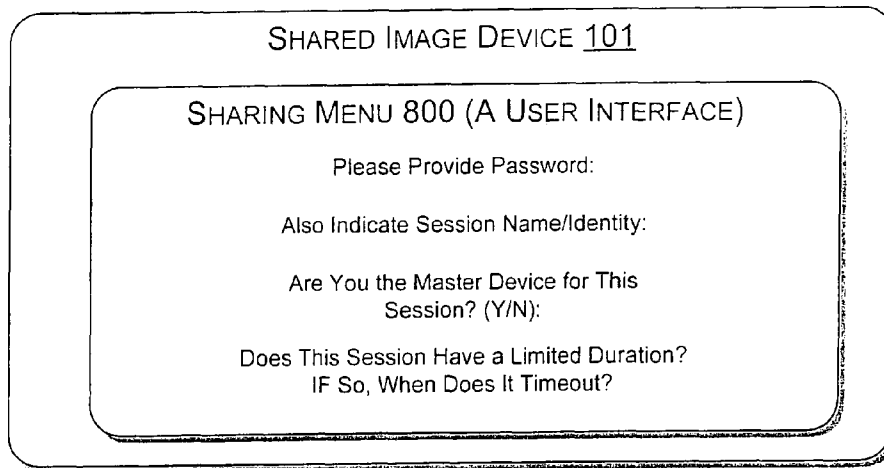 SHARED IMAGE DEVICE 101
SHARING MENU 800 (A USER INTERFACE)
Please Provide Password:
Also Indicate Session Name/Identity:
Are You the Master Device for This
Session? (Y/N):
Does This Session Have a Limited Duration?
IF So, When Does It Timeout?